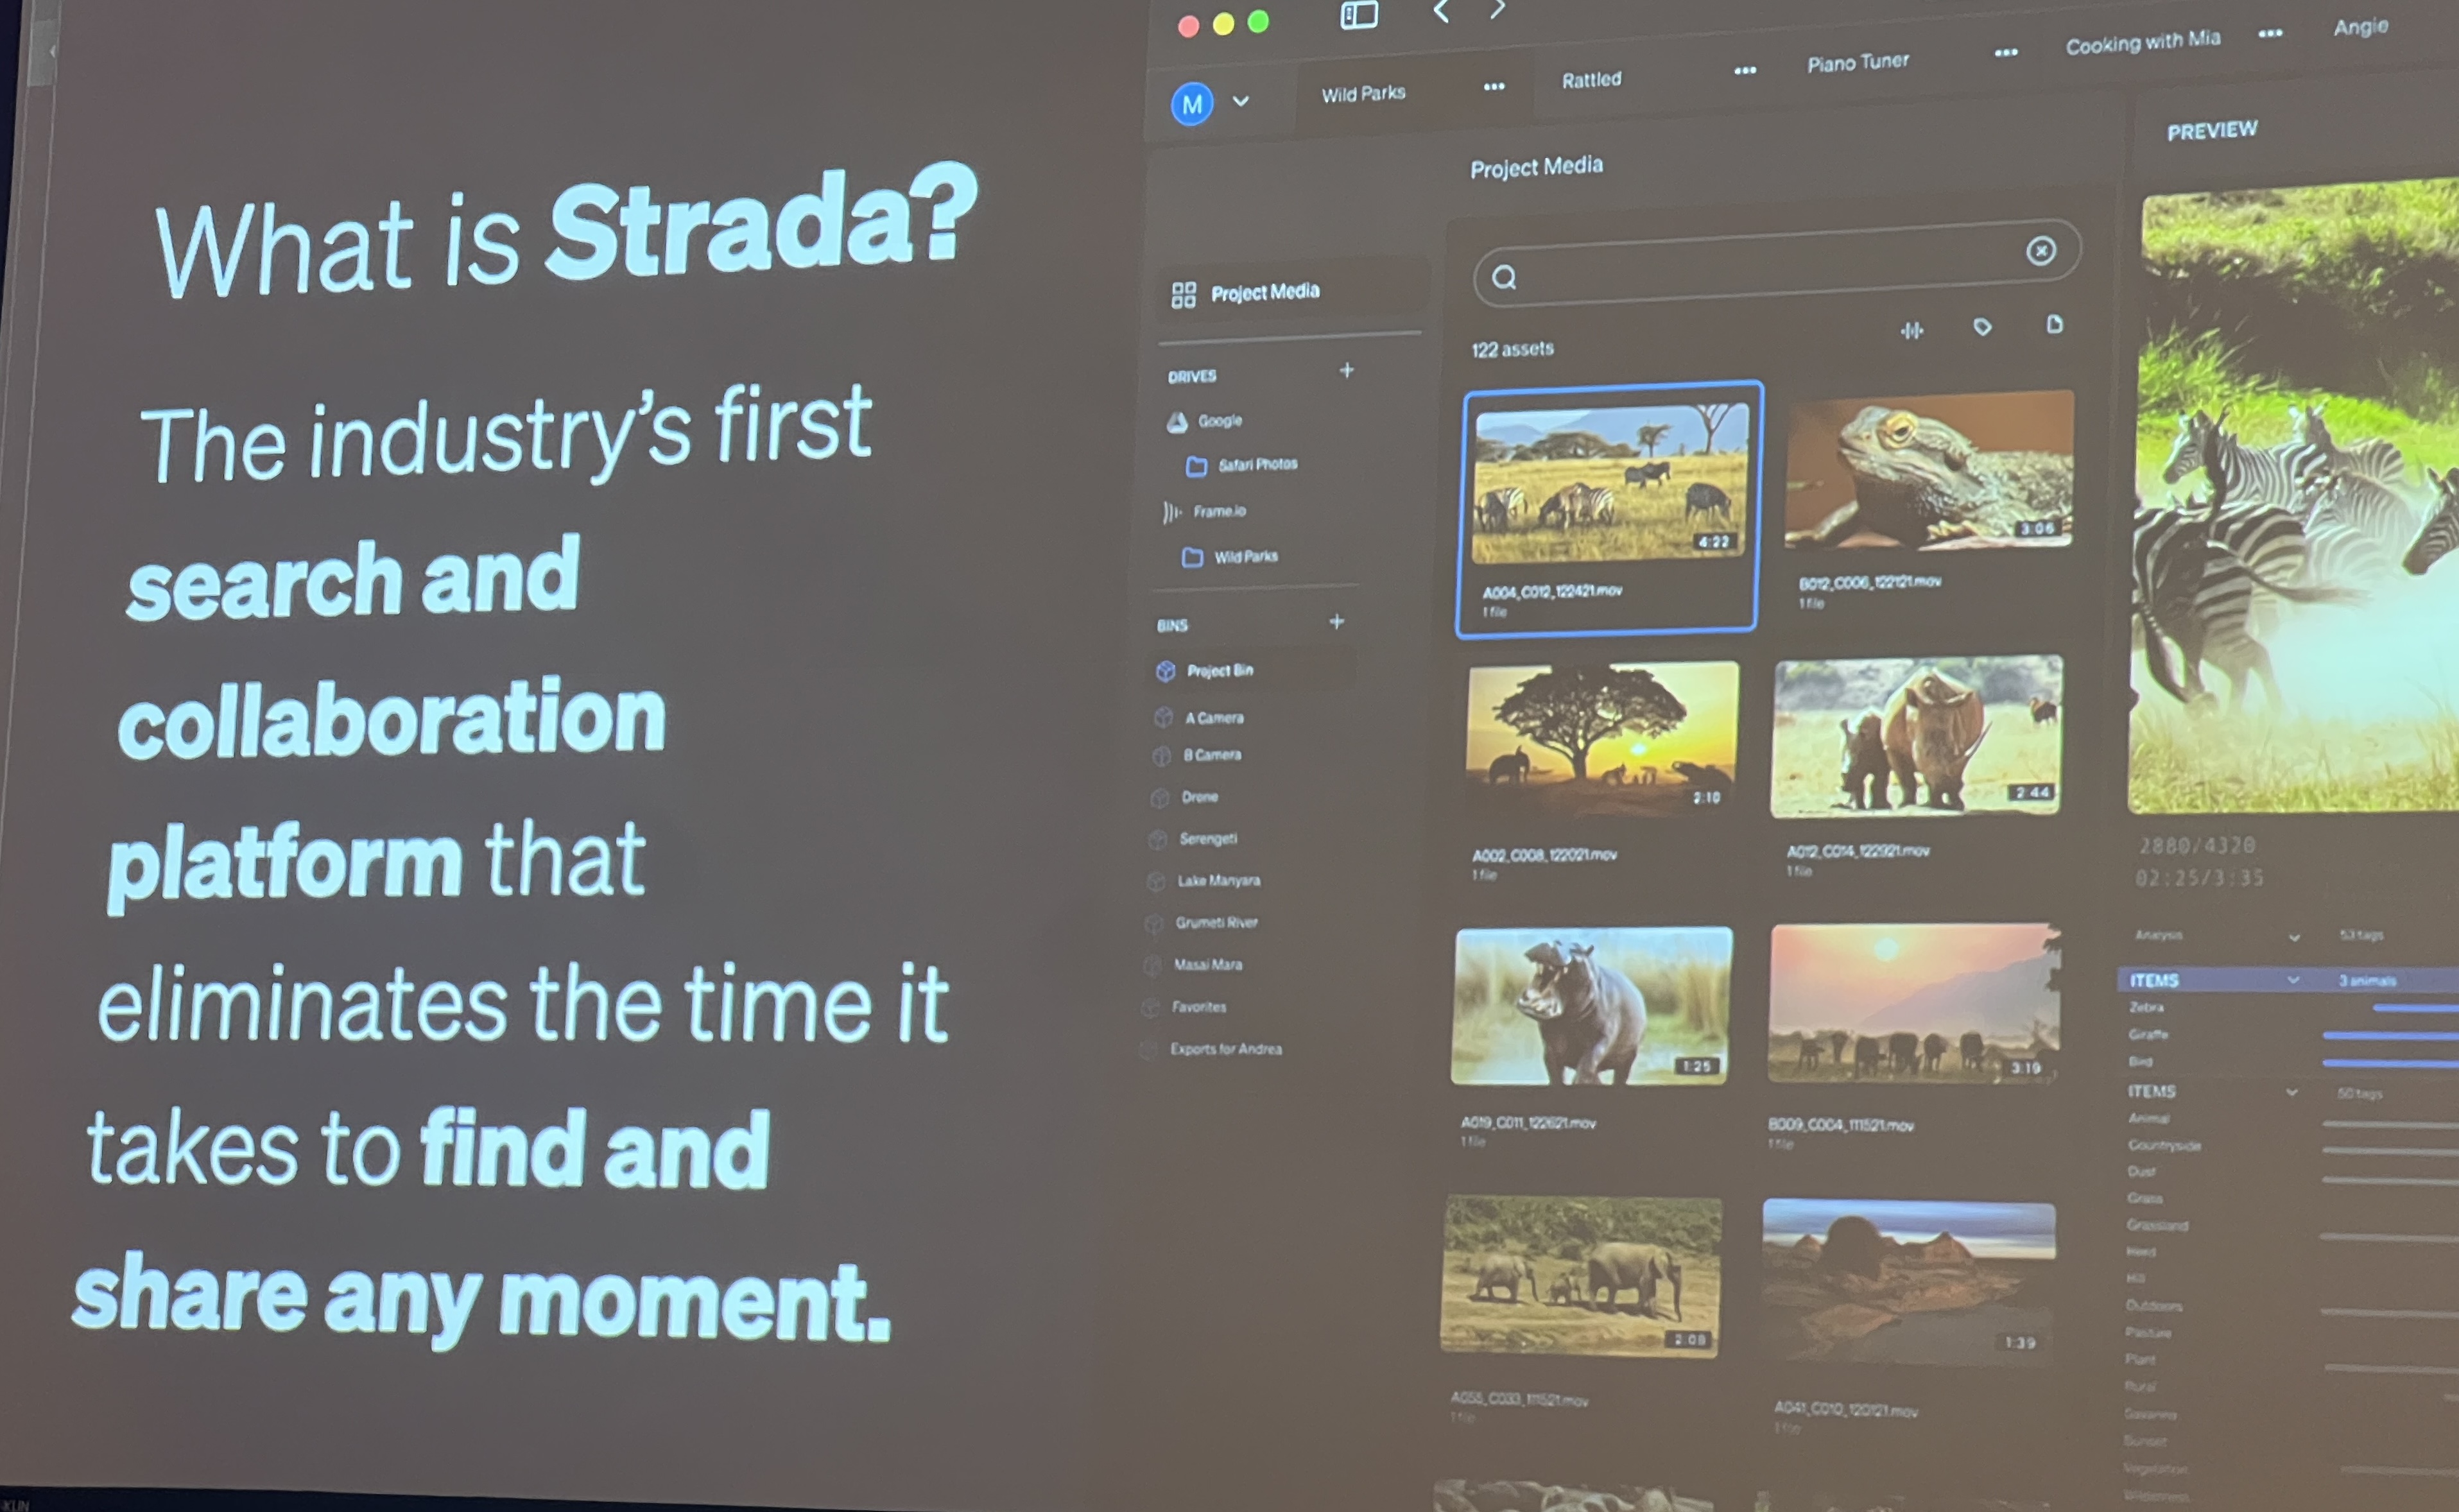 What is Strada?
The industry's first
search and
collaboration
platform that
eliminates the time it
takes to find and
share any moment.
M
Wild Parks
Rattled
Piano Tuner
Cooking with Mia
Angie
Project Media
DRIVES
Google
Safari Photos
Frame.io
Wild Parks
BINS
Project Bin
A Camera
B Camera
Drone
Serengeti
Lake Manyara
Grumeti River
Masai Mara
Favorites
Exports for Andrea
Project Media
122 assets
4:22
3:06
A004_C012_122421.mov
B012_C006_122121.mov
1 file
1 file
2:10
2:44
A002_C008_122021.mov
A012_C014_122921.mov
1 file
1 file
1:25
3:19
A019_C011_122621.mov
B009_C004_111521.mov
1 file
1 file
2:09
1:39
A055_C033_111521.mov
A041_C010_120121.mov
1 file
1 file
PREVIEW
2880/4320
02:25/3:35
Analysis
53 tags
ITEMS
3 animals
Zebra
Giraffe
Bird
ITEMS
50 tags
Animal
Countryside
Dust
Grass
Grassland
Herd
Hill
Outdoors
Pasture
Plant
Rural
Savanna
Sunset
Vegetation